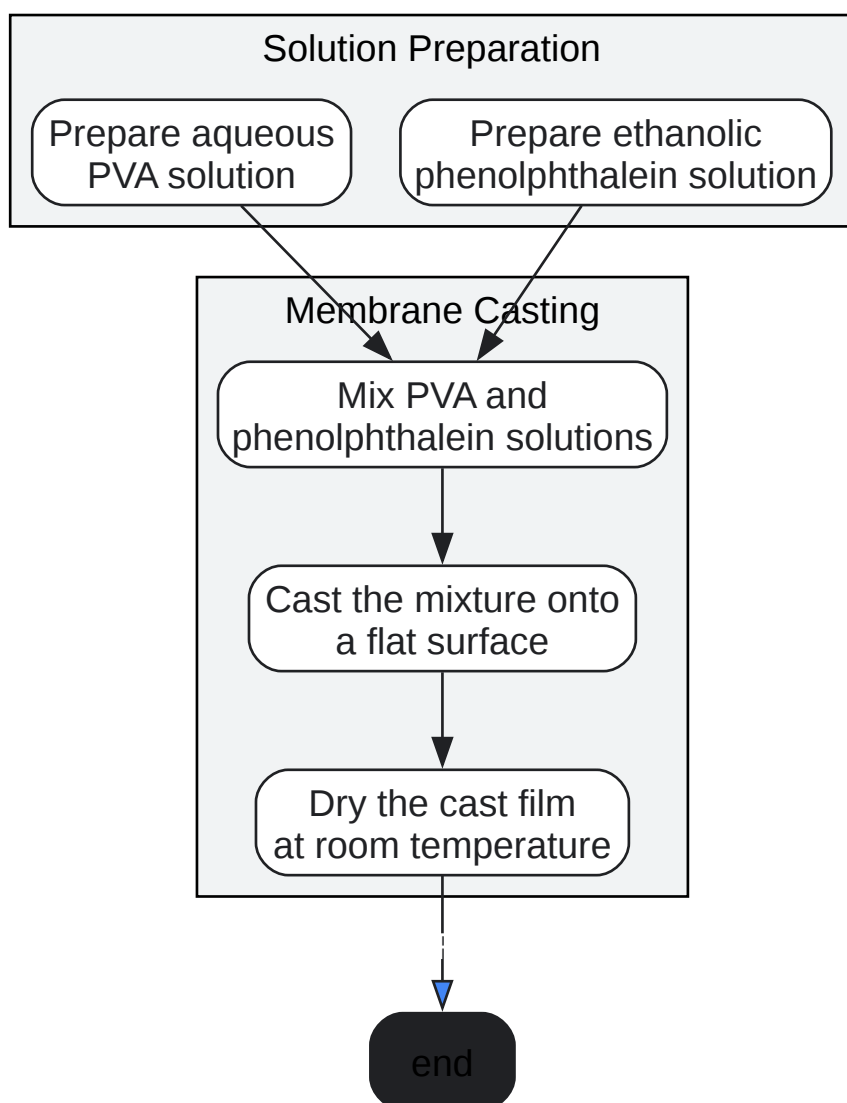 Solution Preparation
Prepare aqueous
PVA solution
Prepare ethanolic
phenolphthalein solution
Membrane Casting
Mix PVA and
phenolphthalein solutions
Cast the mixture onto
a flat surface
Dry the cast film
at room temperature
end